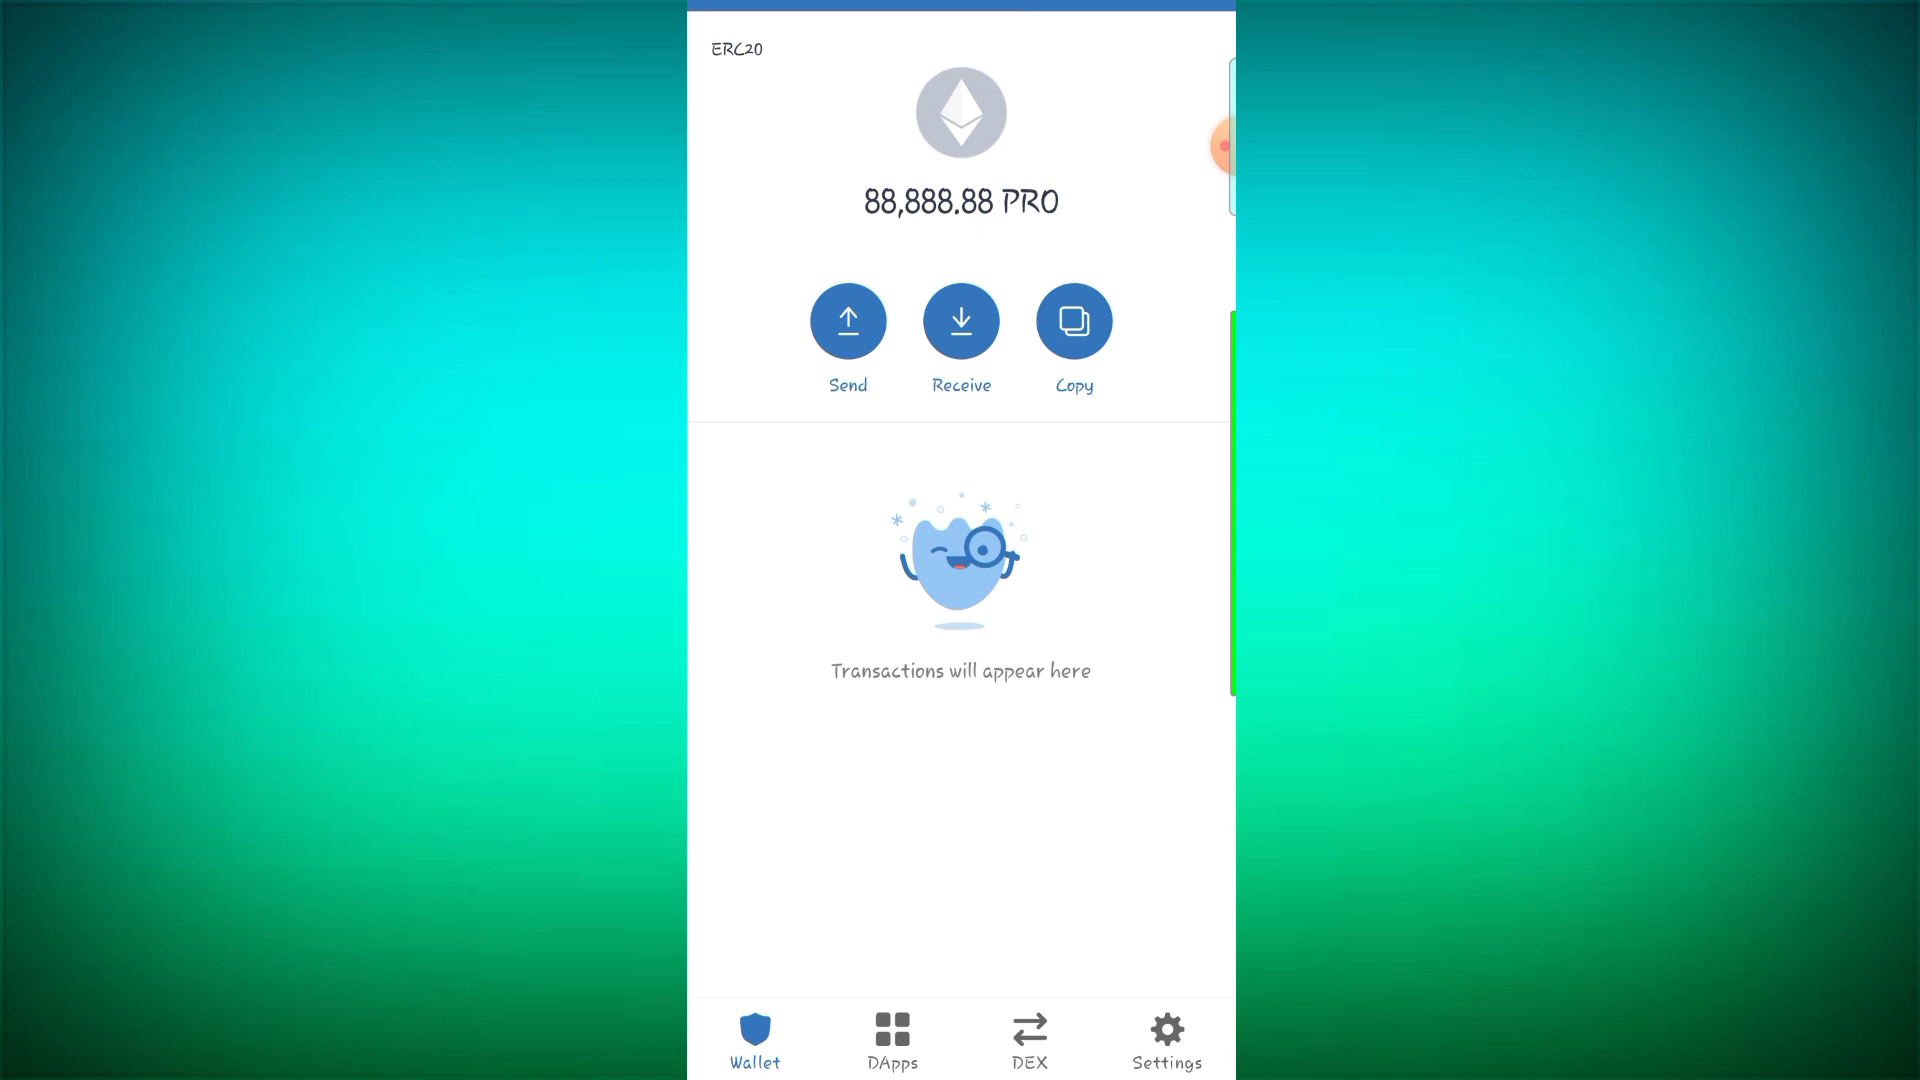 ERC20
88,888.88 PRO
Send Receive Copy
Transactions will appear here
Wallet DApps DEX Settings